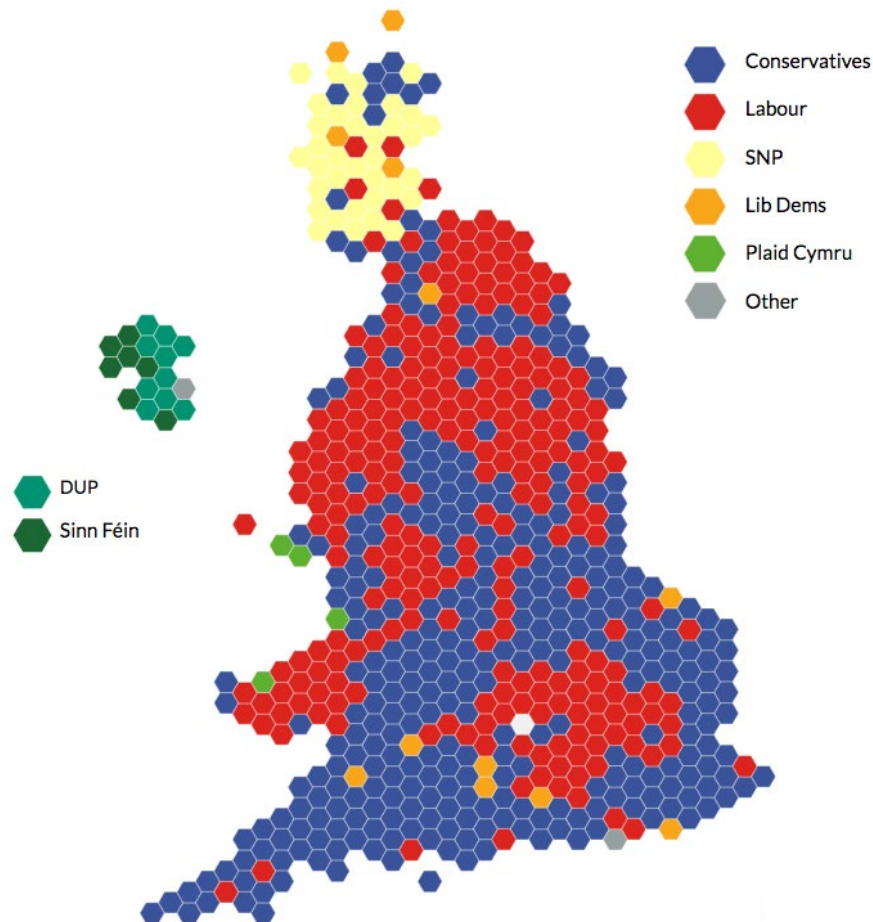 Conservatives
Labour
SNP
Lib Dems
Plaid Cymru
Other
DUP
Sinn Féin